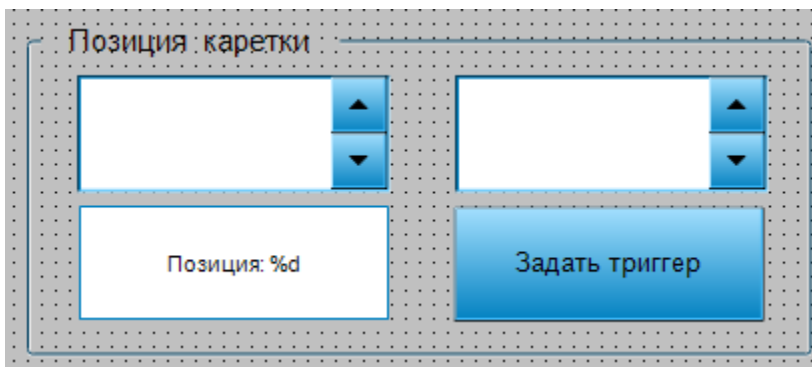 Позиция каретки
Позиция: %d
Задать триггер